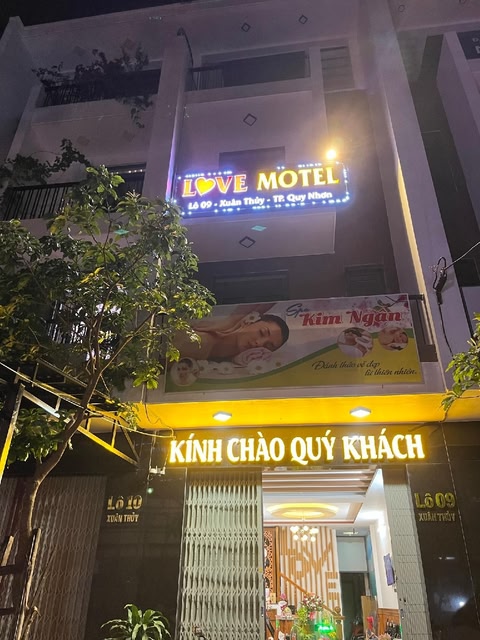 LOVE MOTEL
Lô 09 - Xuân Thủy - TP. Quy Nhơn
Spa
Kim Ngân
Đánh thức vẻ đẹp
từ thiên nhiên.
KÍNH CHÀO QUÝ KHÁCH
Lô 10
XUÂN THỦY
Lô 09
XUÂN THỦY